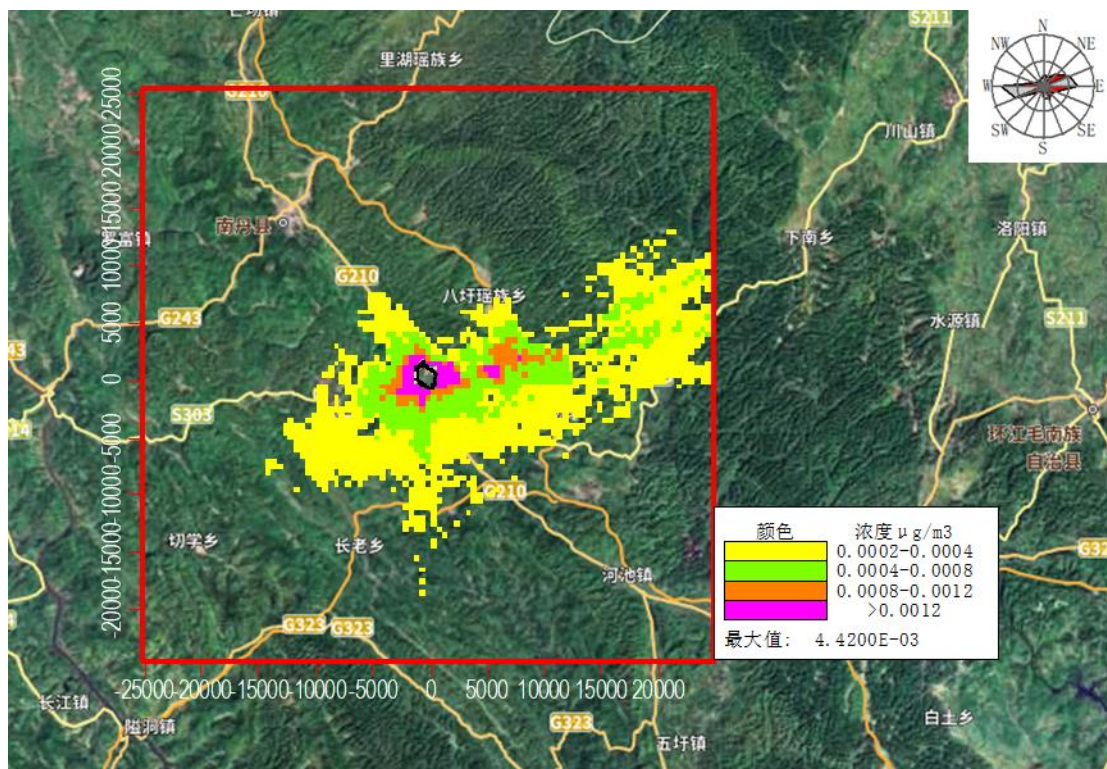 芒场镇
S211
里湖瑶族乡
N
NW
NE
W
E
SW
SE
S
G210
川山镇
南丹县
洛阳镇
下南乡
G210
八圩瑶族乡
G243
水源镇
S211
S303
环江毛南族
自治县
G210
切学乡
长老乡
河池镇
G323
G323
长江镇
隘洞镇
G323
五圩镇
白土乡
25000
20000
15000
10000
5000
0
-5000
-10000
-15000
-20000
-25000
-20000
-15000
-10000
-5000
0
5000
10000
15000
20000
颜色 浓度μg/m3
0.0002-0.0004
0.0004-0.0008
0.0008-0.0012
>0.0012
最大值: 4.4200E-03